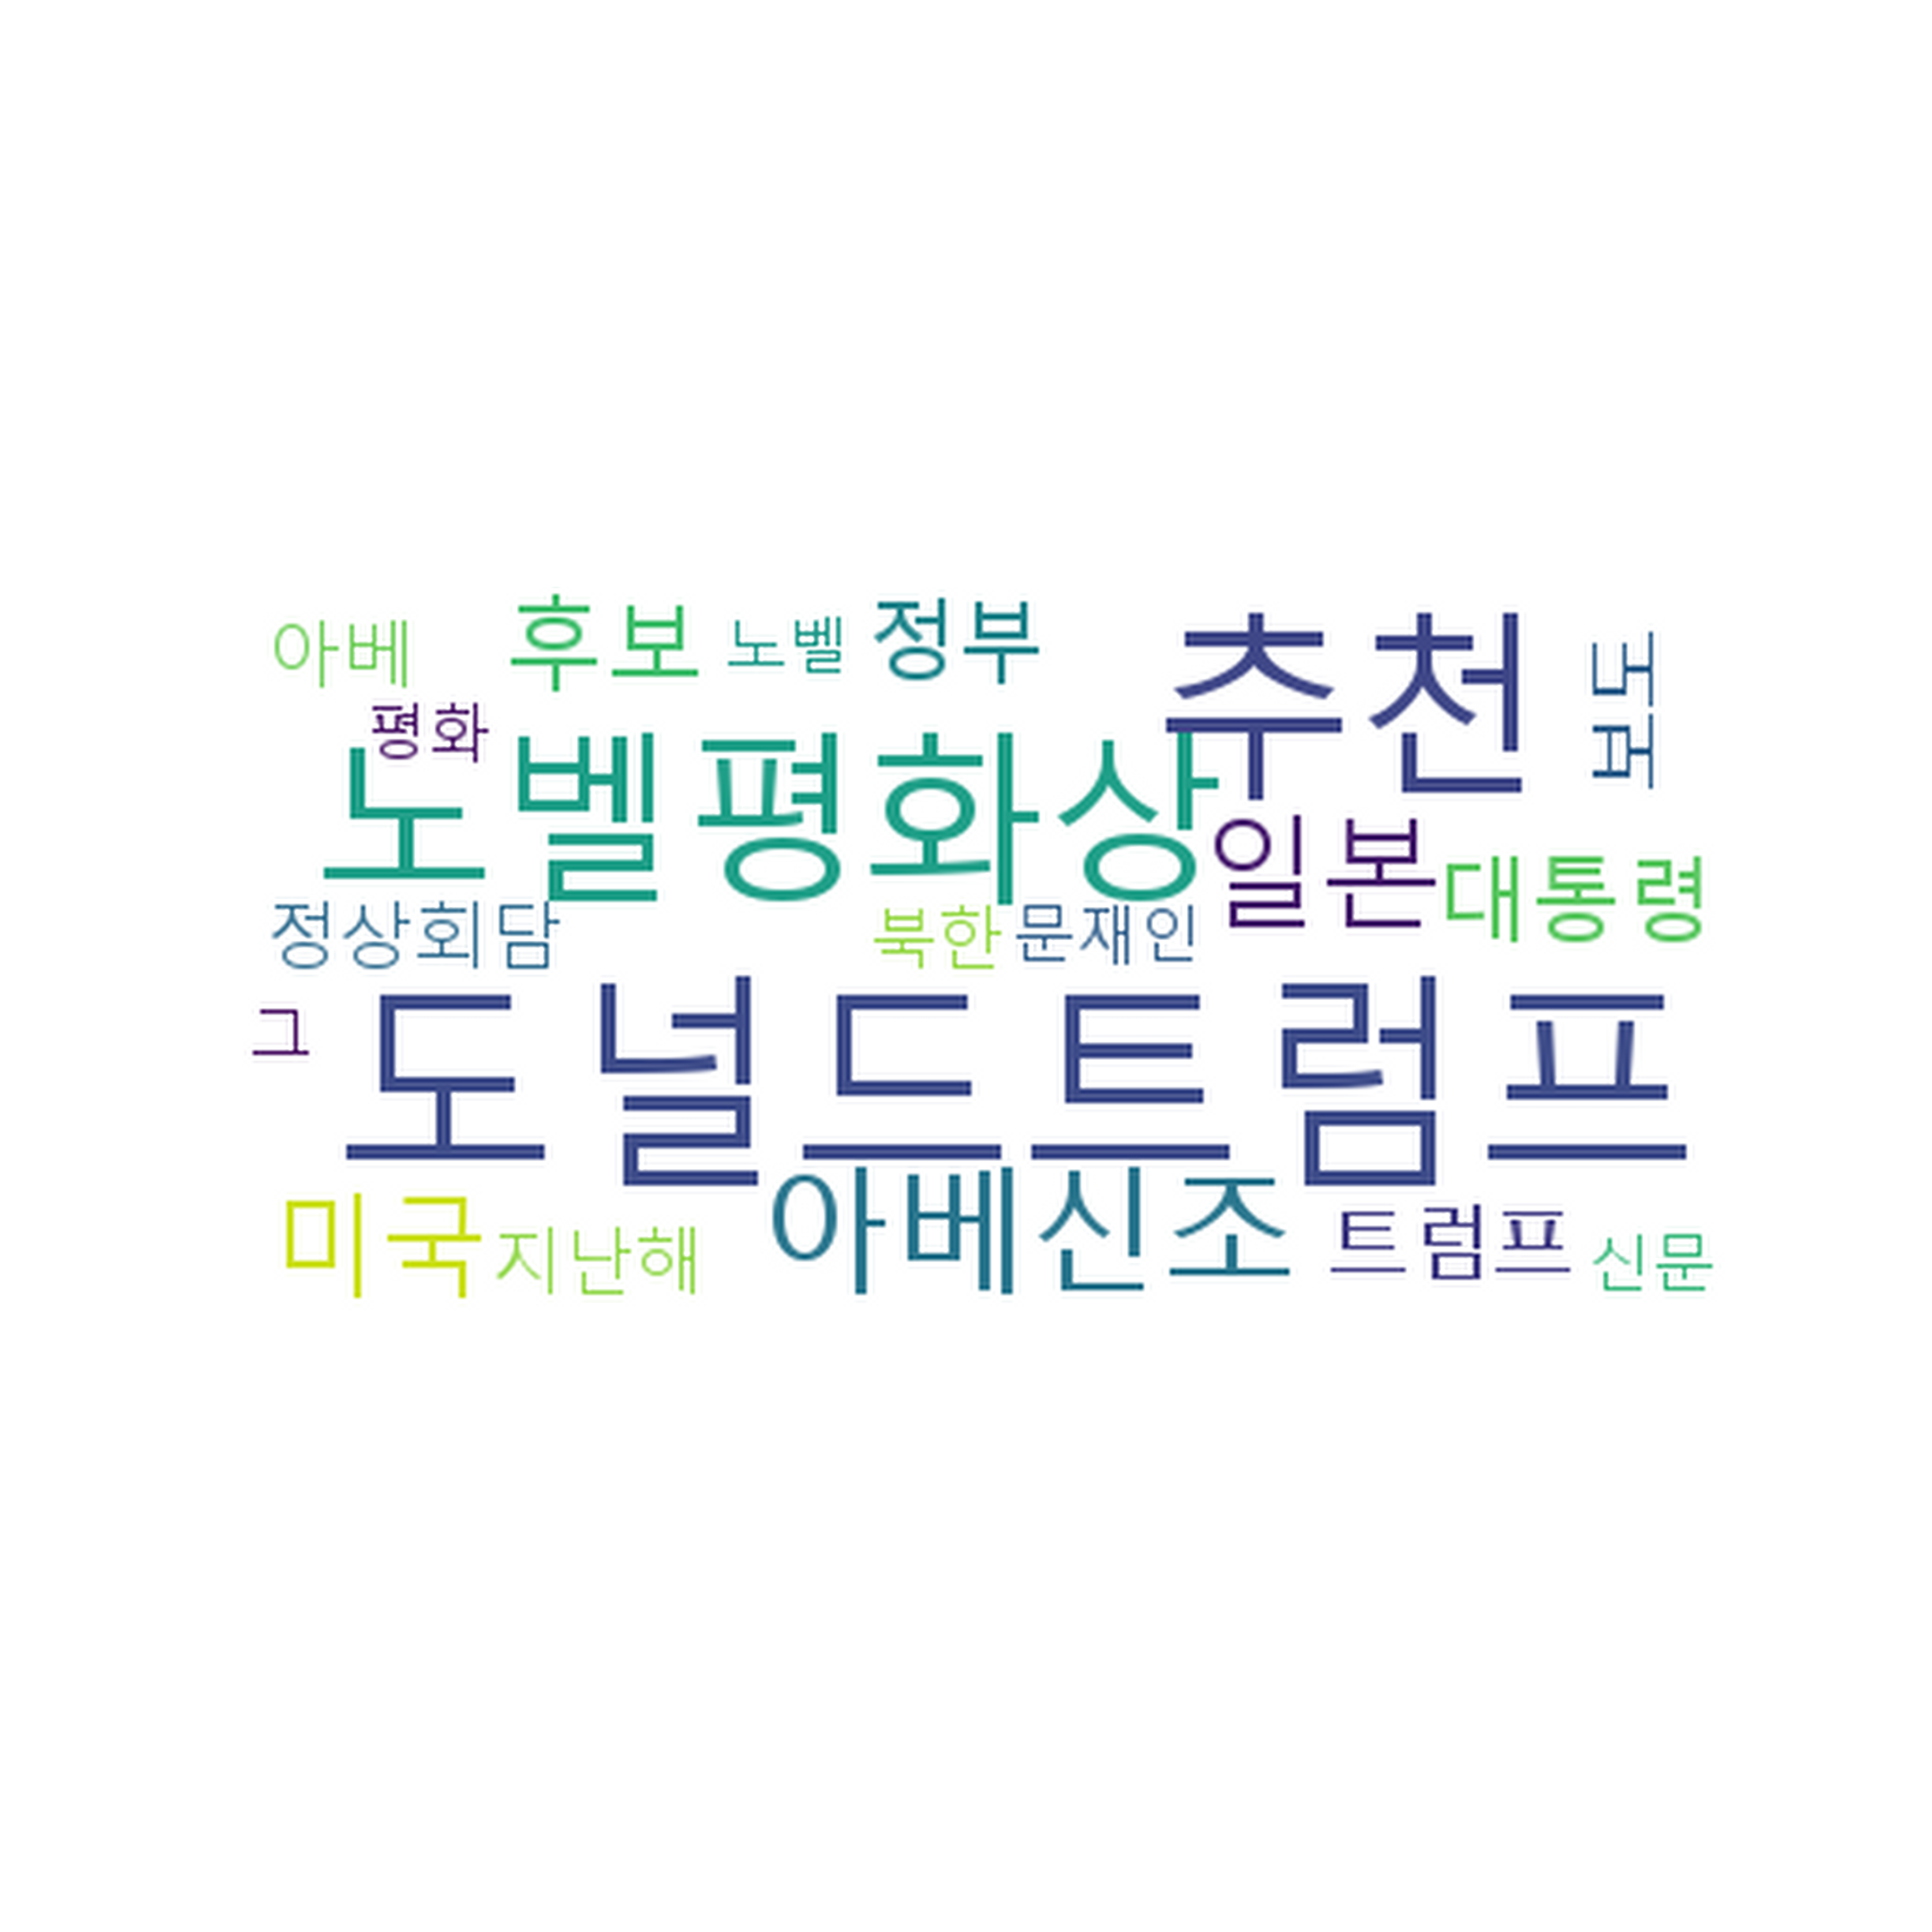 아베 후보 노벨 정부 추천 보도
평화
노벨평화상 일본 대통령
정상회담 북한 문재인
그 도널드트럼프
미국 지난해 아베신조 트럼프 신문